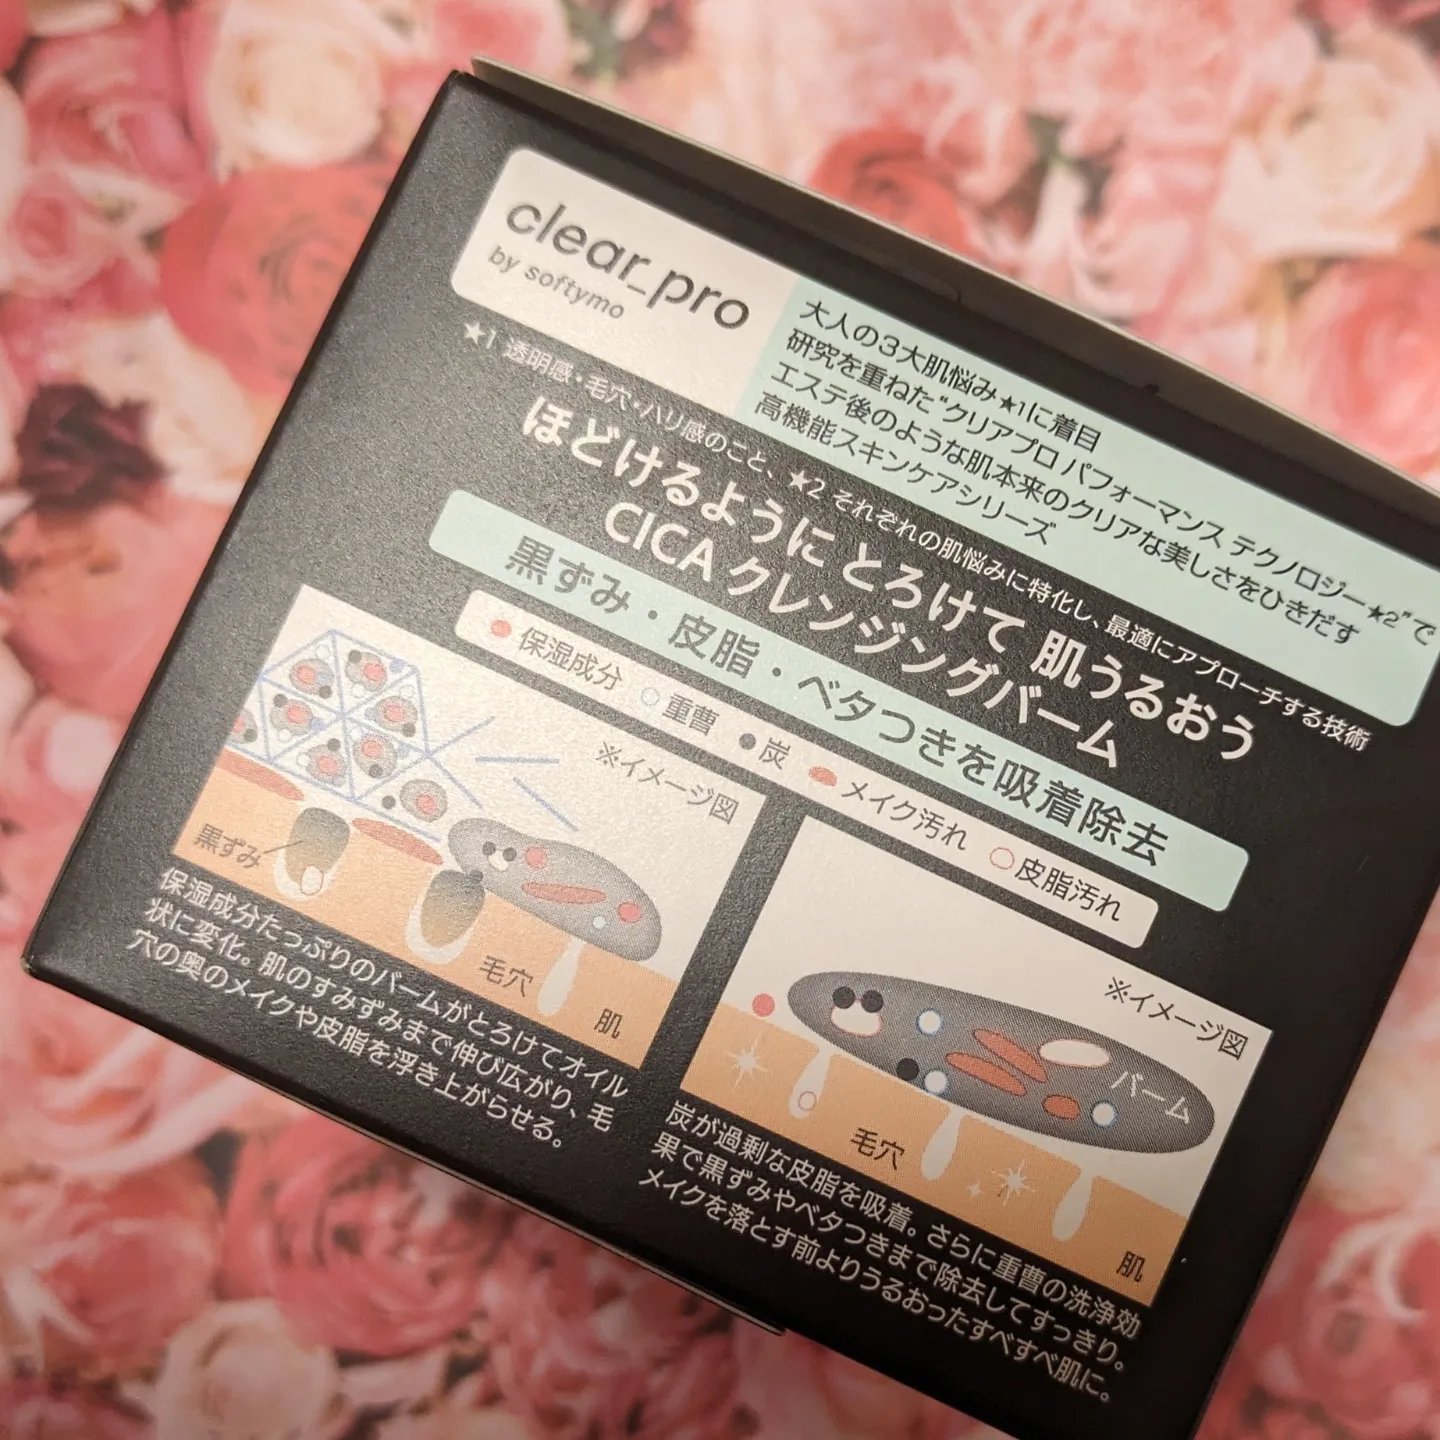 clear_pro
by softymo
大人の3大肌悩み★1に着目
研究を重ねた"クリアプロ パフォーマンス テクノロジー★2"で
エステ後のような肌本来のクリアな美しさをひきだす
高機能スキンケアシリーズ
★1 透明感・毛穴・ハリ感のこと、★2 それぞれの肌悩みに特化し、最適にアプローチする技術
ほどけるように とろけて 肌うるおう
CICA クレンジングバーム
黒ずみ・皮脂・ベタつきを吸着除去
保湿成分 重曹 炭 メイク汚れ 皮脂汚れ
※イメージ図
黒ずみ
毛穴
肌
保湿成分たっぷりのバームがとろけてオイル
状に変化。肌のすみずみまで伸び広がり、毛
穴の奥のメイクや皮脂を浮き上がらせる。
※イメージ図
バーム
毛穴
肌
炭が過剰な皮脂を吸着。さらに重曹の洗浄効
果で黒ずみやベタつきまで除去してすっきり。
メイクを落とす前よりうるおったすべすべ肌に。